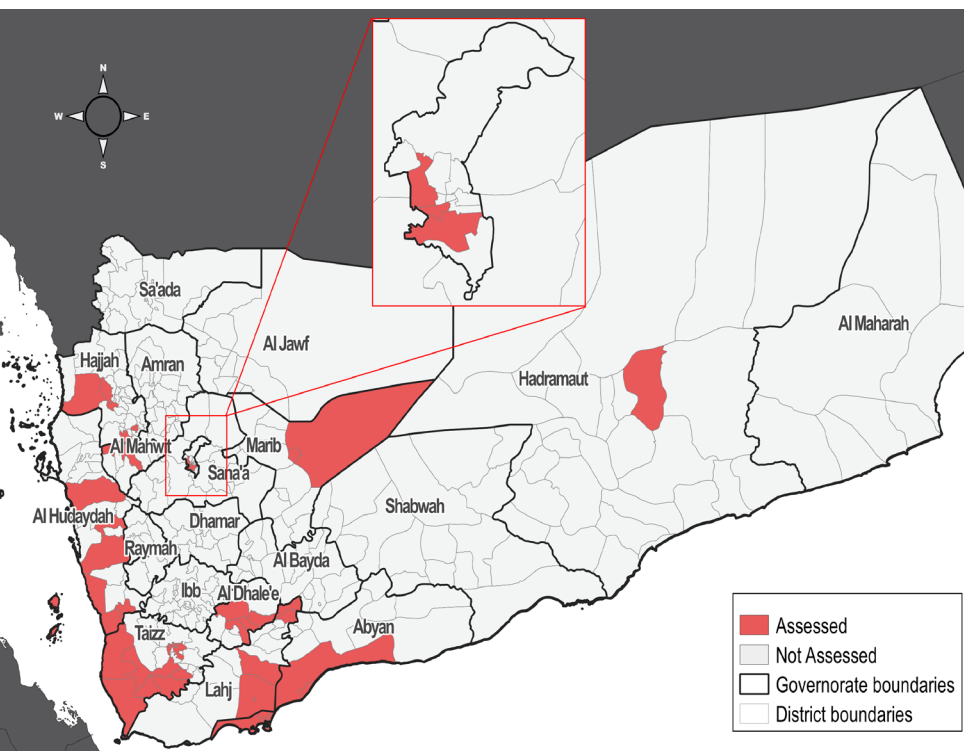 N
W E
S
Sa'ada
Al Jawf
Al Maharah
Hajjah
Amran
Hadramaut
Al Mahwit
Marib
Sana'a
Shabwah
Al Hudaydah
Dhamar
Raymah
Al Bayda
Ibb
Al Dhale'e
Taizz
Abyan
Lahj
Assessed
Not Assessed
Governorate boundaries
District boundaries